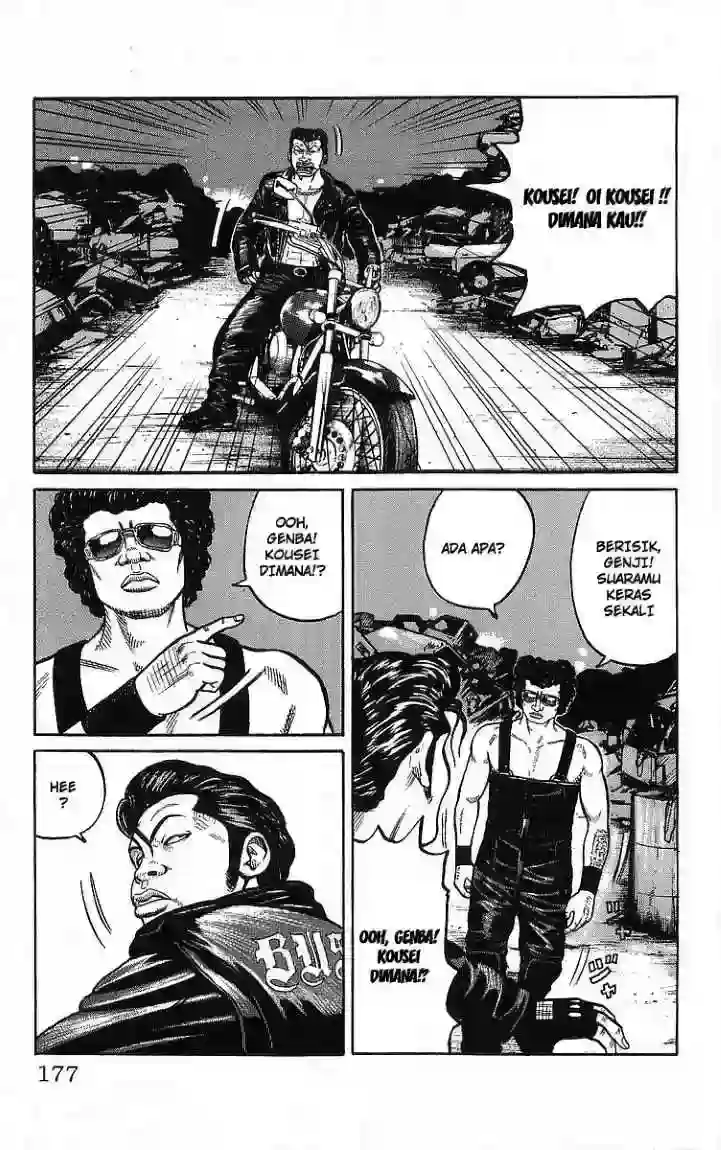 KOUSEI! OI KOUSEI!!
DIMANA KAU!!
BERISIK,
GENJI!
SUARAMU
KERAS
SEKALI
ADA APA?
OOH, GENBA!
KOUSEI
DIMANA!?
OOH,
GENBA!
KOUSEI
DIMANA!?
HEE
?
BUS
177